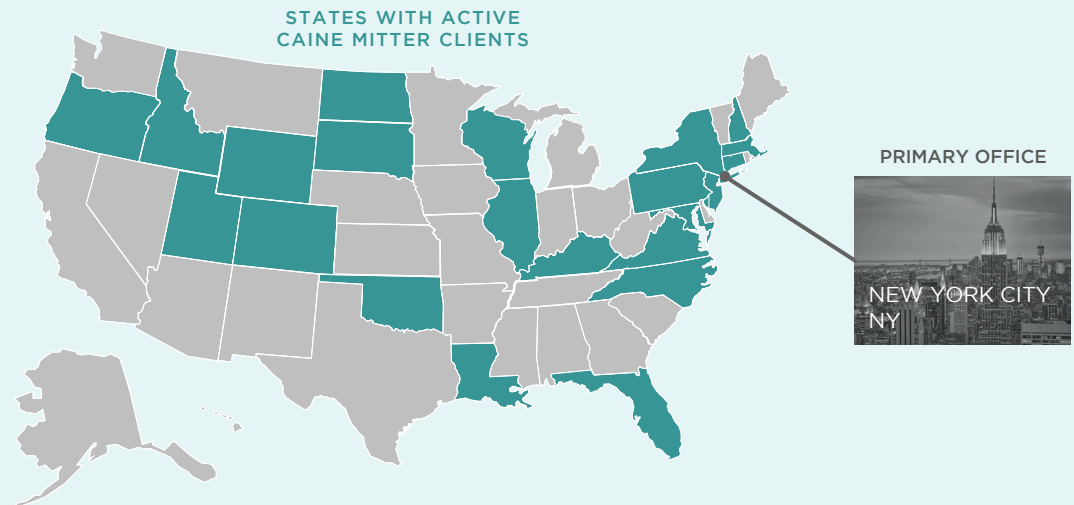 STATES WITH ACTIVE
CAINE MITTER CLIENTS
PRIMARY OFFICE
NEW YORK CITY
NY